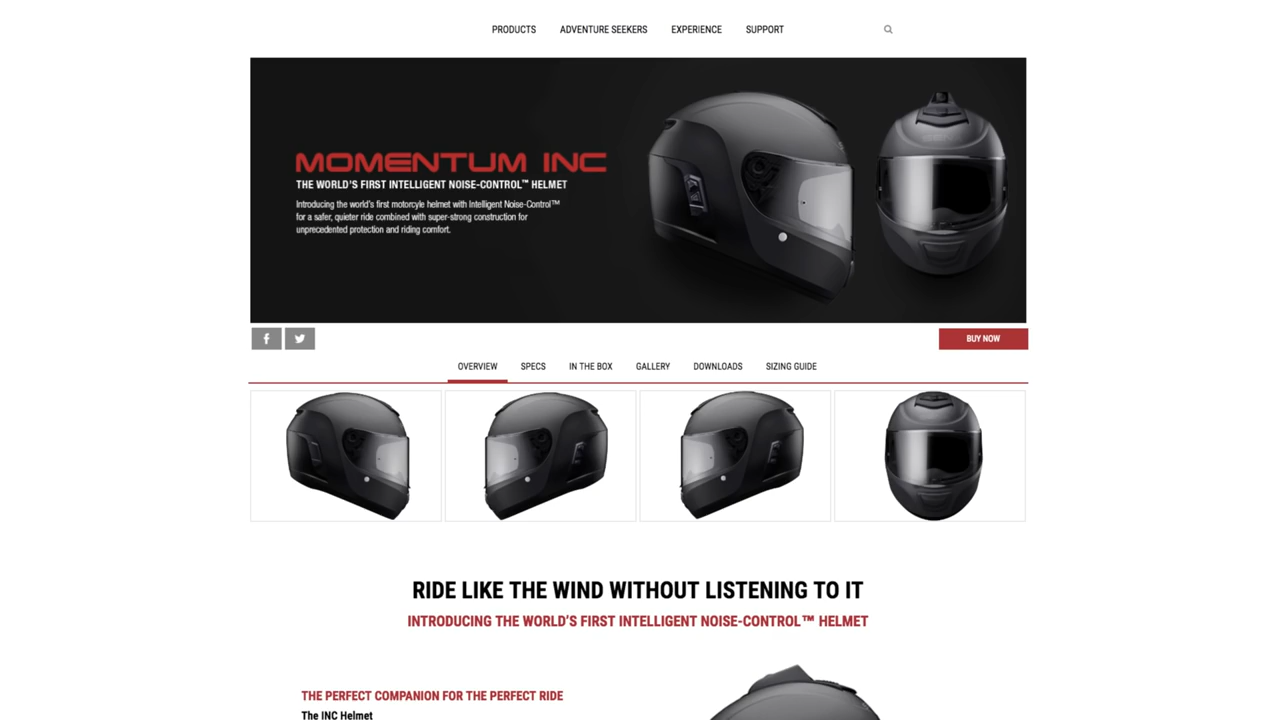 PRODUCTS ADVENTURE SEEKERS EXPERIENCE SUPPORT
MOMENTUM INC
THE WORLD'S FIRST INTELLIGENT NOISE-CONTROL™ HELMET
Introducing the world's first motorcyle helmet with Intelligent Noise-Control™
for a safer, quieter ride combined with super-strong construction for
unprecedented protection and riding comfort.
f
BUY NOW
OVERVIEW SPECS IN THE BOX GALLERY DOWNLOADS SIZING GUIDE
RIDE LIKE THE WIND WITHOUT LISTENING TO IT
INTRODUCING THE WORLD'S FIRST INTELLIGENT NOISE-CONTROL™ HELMET
THE PERFECT COMPANION FOR THE PERFECT RIDE
The INC Helmet